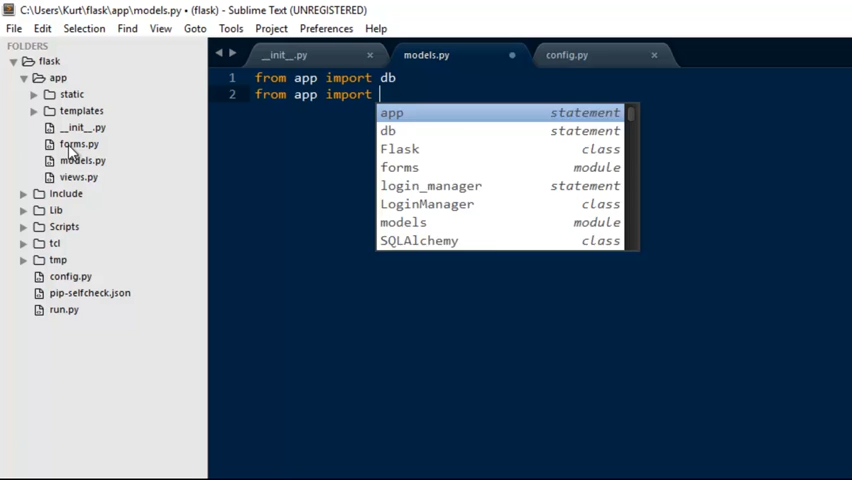 C:\Users\Kurt\flask\app\models.py • (flask) - Sublime Text (UNREGISTERED)
File Edit Selection Find View Goto Tools Project Preferences Help
FOLDERS
flask
app
static
templates
__init__.py
forms.py
models.py
views.py
Include
Lib
Scripts
tcl
tmp
config.py
pip-selfcheck.json
run.py
__init__.py × models.py config.py ×
1 from app import db
2 from app import
app statement
db statement
Flask class
forms module
login_manager statement
LoginManager class
models module
SQLAlchemy class